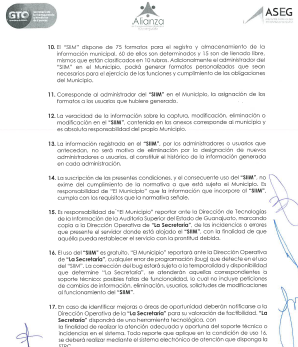 GTO
Alianza
ASEG
10. El "SIIM" dispone de 75 formatos para el registro y almacenamiento de la
información municipal, 60 de ellos son determinados y 15 son de llenado libre,
mismos que están clasificados en 10 rubros. Adicionalmente el administrador del
"SIIM" en el Municipio, podrá generar formatos personalizados que sean
necesarios para el ejercicio de las funciones y cumplimiento de las obligaciones
del Municipio.
11. Corresponde al administrador del "SIIM" en el Municipio, la asignación de los
formatos a los usuarios que hubiere generado.
12. La veracidad de la información sobre la captura, modificación, eliminación o
modificación en el "SIIM", contenida en los anexos corresponde al municipio y
es absoluta responsabilidad del propio Municipio.
13. La información registrada en el "SIIM", por los administradores o usuarios que
antecedan, no será motivo de eliminación por la designación de nuevos
administradores o usuarios, al constituir el histórico de la información generada
en cada administración.
14. La suscripción de las presentes condiciones, y el consecuente uso del "SIIM", no
exime del cumplimiento de la normativa a que está sujeto el Municipio. Es
responsabilidad de "El Municipio" que la información que incorpore al "SIIM",
cumpla con los requisitos que la normativa señale.
15. Es responsabilidad de "El Municipio" reportar ante la Dirección de Tecnologías
de la Información de la Auditoría Superior del Estado de Guanajuato, marcando
copia a la Dirección Operativa de "La Secretaría", de las incidencias o errores
que presente el servidor donde está alojado el "SIIM", con la finalidad de que
aquélla pueda restablecer el servicio con la prontitud debida.
16. El uso del "SIIM" es gratuito. "El Municipio" reportará ante la Dirección Operativa
de "La Secretaría", cualquier error de programación (bug) que detecte en el uso
del "SIIM". La corrección del bug estará sujeta a la temporalidad y disponibilidad
que determine "La Secretaría", se atenderán aquellas correspondientes a
soporte técnico; posibles fallas de funcionalidad, lo cual no incluye peticiones
de cambios de información, eliminación, usuarios, solicitudes de modificaciones
al funcionamiento del "SIIM".
17. En caso de identificar mejoras o áreas de oportunidad deberán notificarse a la
Dirección Operativa de la "La Secretaría" para su valoración de factibilidad. "La
Secretaría" dispondrá de una herramienta tecnológica, con
la finalidad de realizar la atención adecuada y oportuna del soporte técnico o
incidencia en el sistema. Todo reporte que aplique en la condición de uso 16,
se deberá realizar mediante el sistema electrónico de atención que disponga la